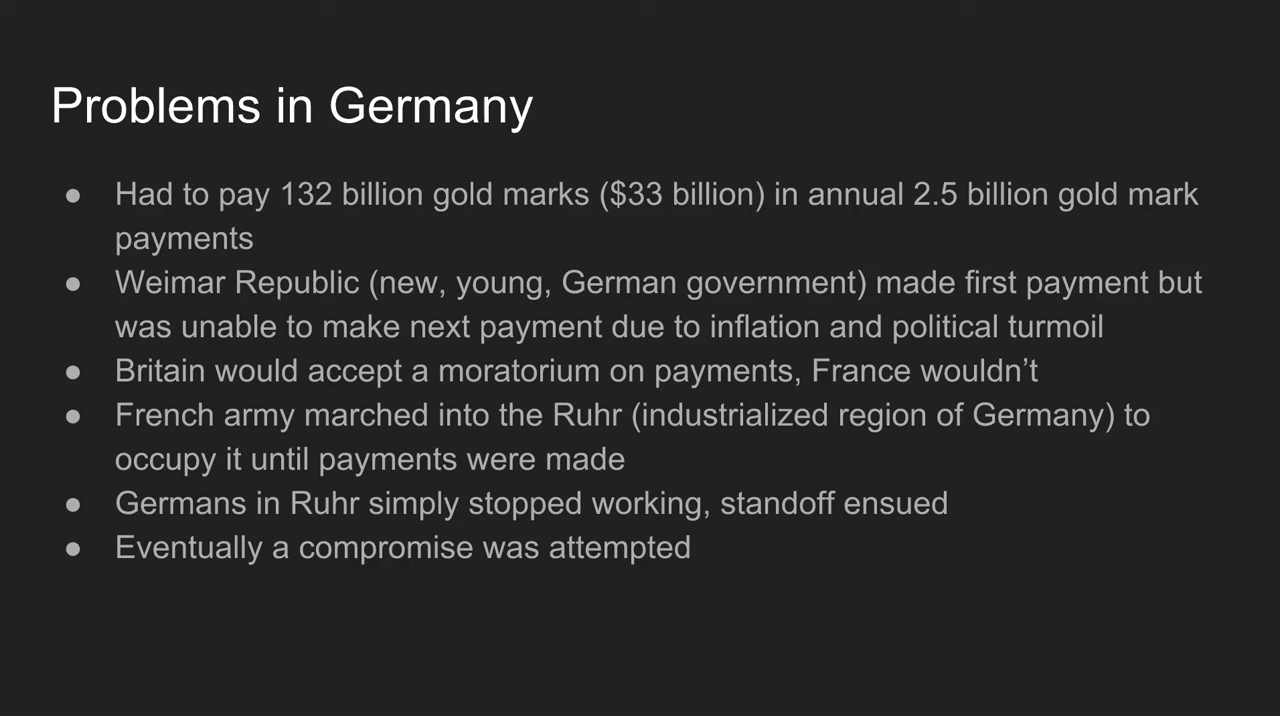 Problems in Germany
● Had to pay 132 billion gold marks ($33 billion) in annual 2.5 billion gold mark
payments
● Weimar Republic (new, young, German government) made first payment but
was unable to make next payment due to inflation and political turmoil
● Britain would accept a moratorium on payments, France wouldn’t
● French army marched into the Ruhr (industrialized region of Germany) to
occupy it until payments were made
● Germans in Ruhr simply stopped working, standoff ensued
● Eventually a compromise was attempted